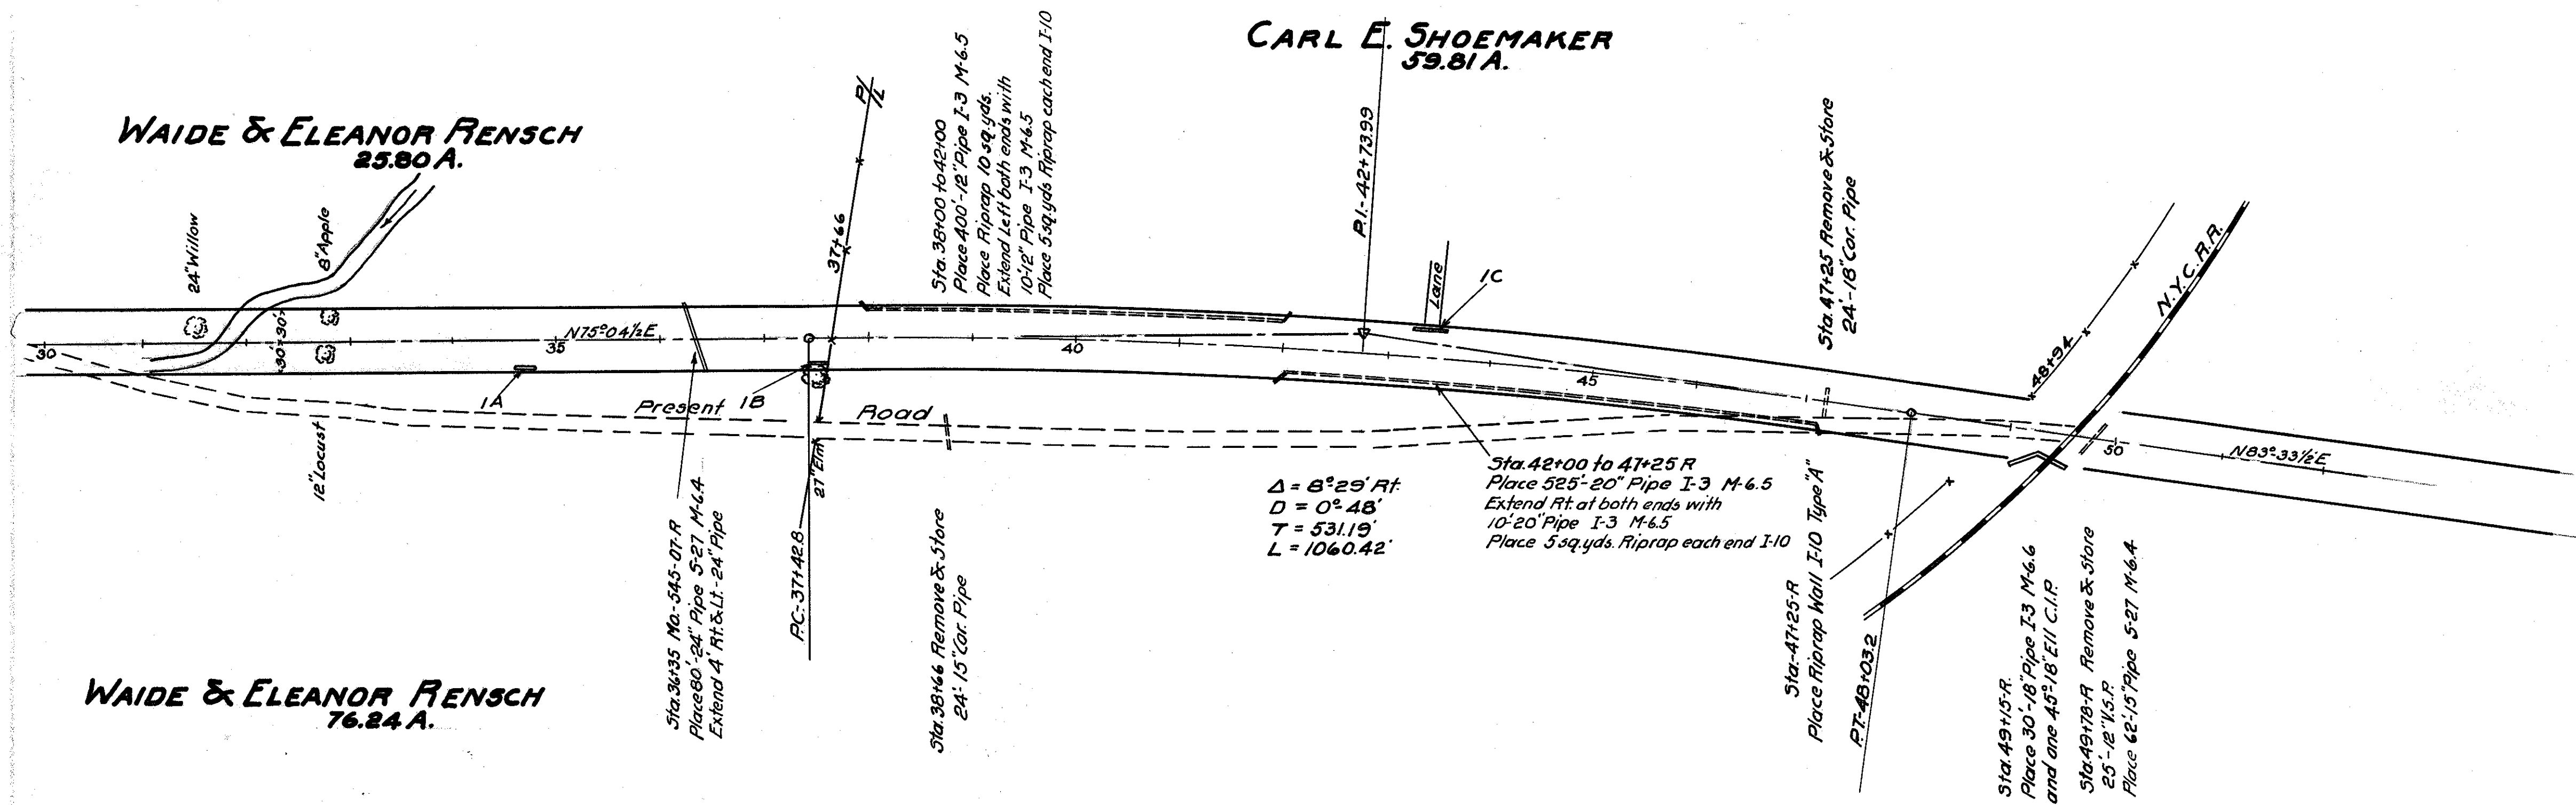 WAIDE & ELEANOR RENSCH
25.80 A.
24" Willow
8" Apple
P/L
37+66
Sta. 38+00 to 42+00
Place 400'-12" Pipe I-3 M-6.5
Place Riprap 10 sq. yds.
Extend Left both ends with
10'-12" Pipe I-3 M-6.5
Place 5 sq. yds Riprap each end I-10
CARL E. SHOEMAKER
59.81 A.
P.I.-42+73.99
Lane
1C
Sta. 47+25 Remove & Store
24'-18" Cor. Pipe
48+94
N.Y.C.R.R.
30
30' 30'
N75°04½'E
35
40
45
50
N83°-33½'E
1A
Present
1B
Road
12" Locust
27" Elm
Sta. 36+35 Mo.-545-07-R
Place 80'-24" Pipe S-27 M-6.4
Extend 4' Rt. & Lt.-24" Pipe
P.C.-37+42.8
Sta. 38+66 Remove & Store
24'-15" Cor. Pipe
Δ = 8°29' Rt.
D = 0°-48'
T = 531.19'
L = 1060.42'
Sta. 42+00 to 47+25 R
Place 525'-20" Pipe I-3 M-6.5
Extend Rt. at both ends with
10'-20" Pipe I-3 M-6.5
Place 5 sq. yds. Riprap each end I-10
Sta-47+25-R
Place Riprap Wall I-10 Type "A"
P.T.-48+03.2
Sta. 49+15-R.
Place 30'-18" Pipe I-3 M-6.6
and one 45°-18" Ell C.I.P.
Sta. 49+78-R Remove & Store
25'-12" V.S.P.
Place 62'-15" Pipe S-27 M-6.4
WAIDE & ELEANOR RENSCH
76.24 A.